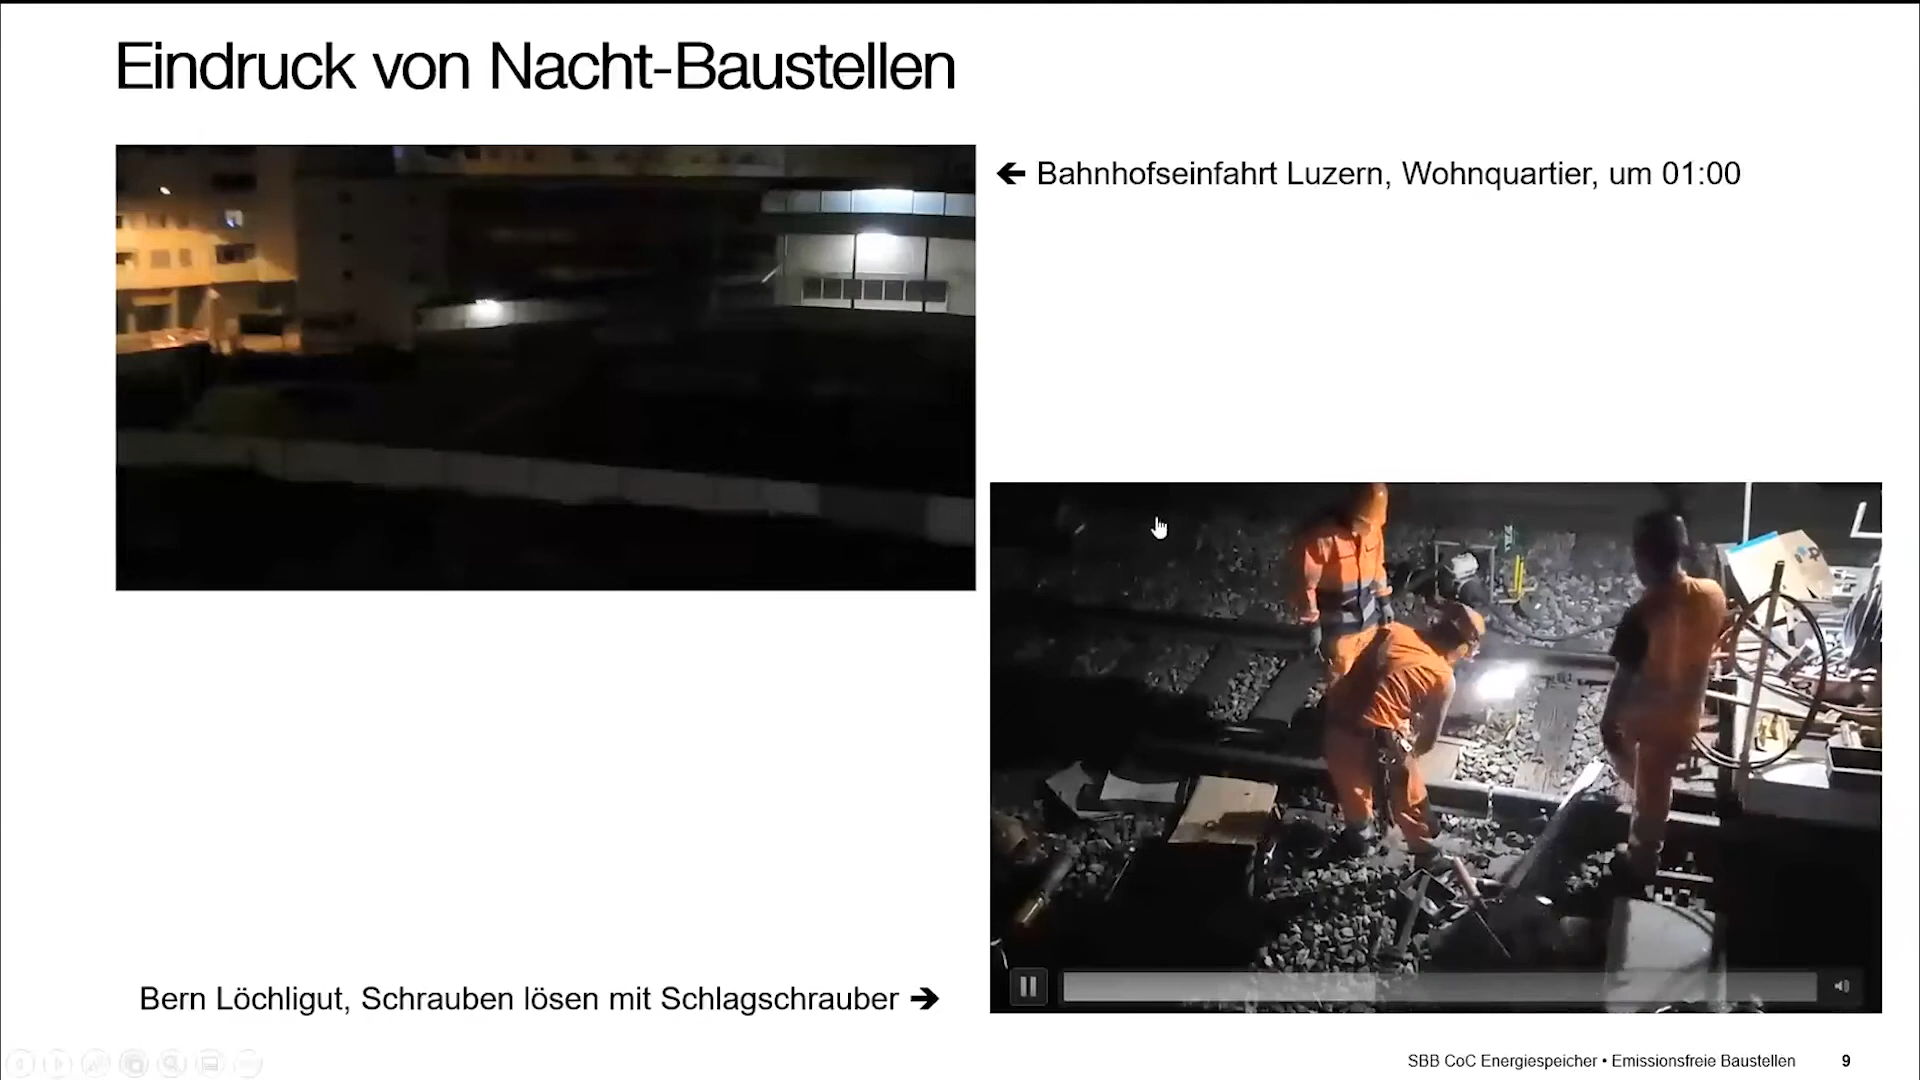 Eindruck von Nacht-Baustellen
← Bahnhofseinfahrt Luzern, Wohnquartier, um 01:00
Bern Löchligut, Schrauben lösen mit Schlagschrauber →
SBB CoC Energiespeicher • Emissionsfreie Baustellen 9